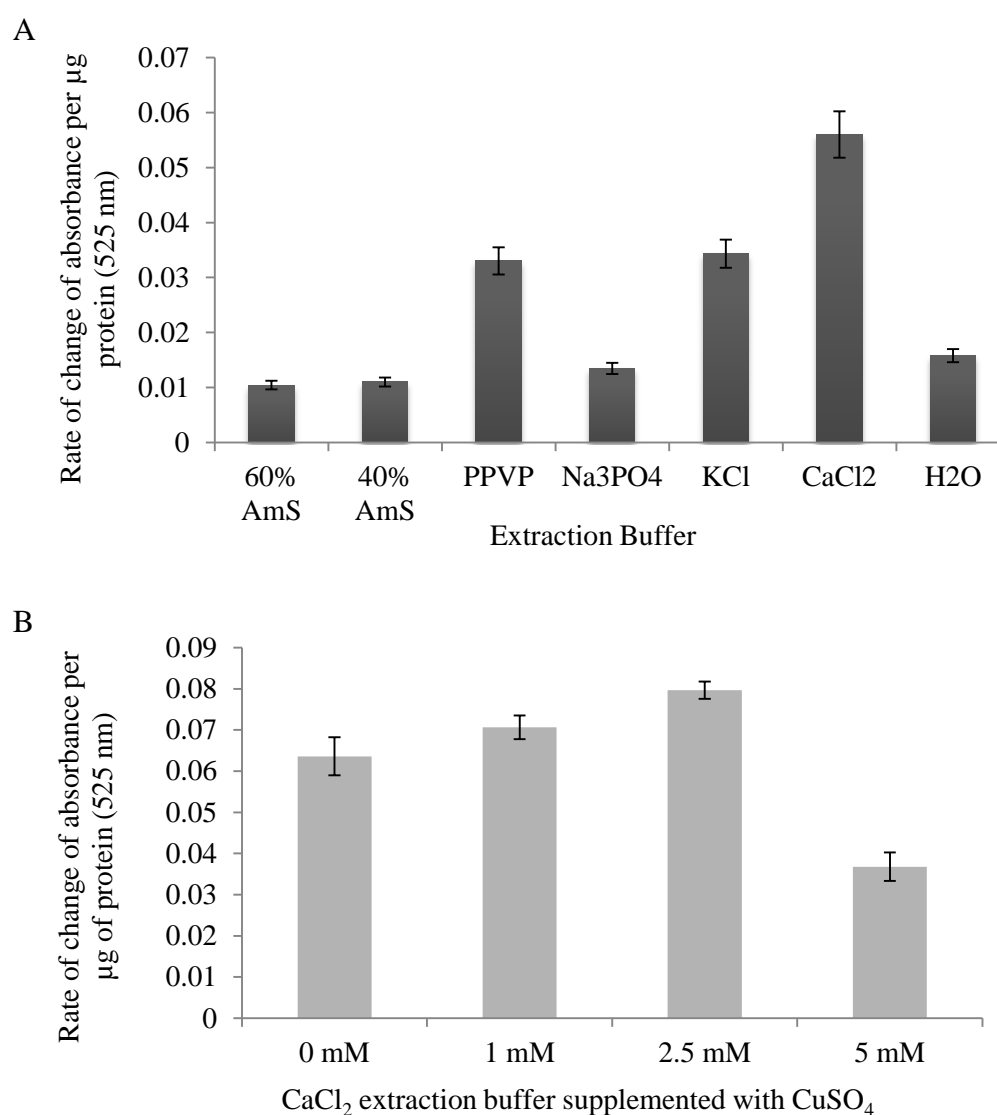 A
Rate of change of absorbance per µg
protein (525 nm)
0.07
0.06
0.05
0.04
0.03
0.02
0.01
0
60%
AmS
40%
AmS
PPVP
Na3PO4
KCl
CaCl2
H2O
Extraction Buffer
B
Rate of change of absorbance per
µg of protein (525 nm)
0.09
0.08
0.07
0.06
0.05
0.04
0.03
0.02
0.01
0
0 mM
1 mM
2.5 mM
5 mM
CaCl₂ extraction buffer supplemented with CuSO₄